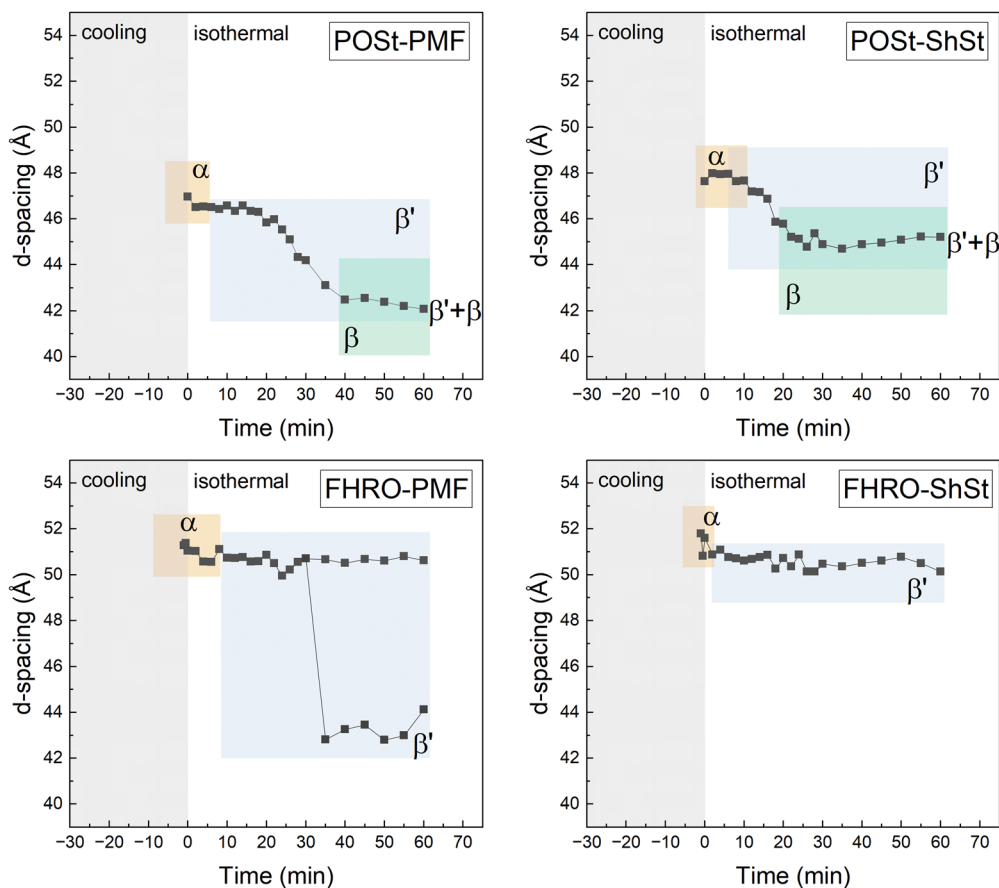 cooling isothermal POSt-PMF
54
52
50
48
46
44
42
40
d-spacing (Å)
α
β'
β'+β
β
−30 −20 −10 0 10 20 30 40 50 60 70
Time (min)
cooling isothermal POSt-ShSt
54
52
50
48
46
44
42
40
d-spacing (Å)
α
β'
β'+β
β
−30 −20 −10 0 10 20 30 40 50 60 70
Time (min)
cooling isothermal FHRO-PMF
54
52
50
48
46
44
42
40
d-spacing (Å)
α
β'
−30 −20 −10 0 10 20 30 40 50 60 70
Time (min)
cooling isothermal FHRO-ShSt
54
52
50
48
46
44
42
40
d-spacing (Å)
α
β'
−30 −20 −10 0 10 20 30 40 50 60 70
Time (min)